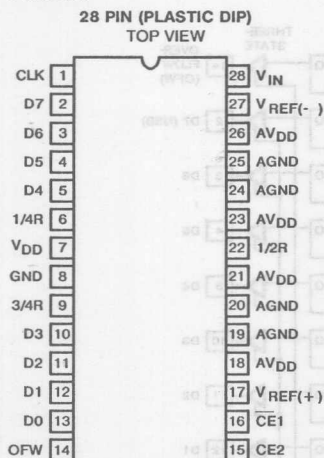 28 PIN (PLASTIC DIP)
TOP VIEW
CLK 1
D7 2
D6 3
D5 4
D4 5
1/4R 6
VDD 7
GND 8
3/4R 9
D3 10
D2 11
D1 12
D0 13
OFW 14
28 VIN
27 VREF(-)
26 AVDD
25 AGND
24 AGND
23 AVDD
22 1/2R
21 AVDD
20 AGND
19 AGND
18 AVDD
17 VREF(+)
16 CE1
15 CE2